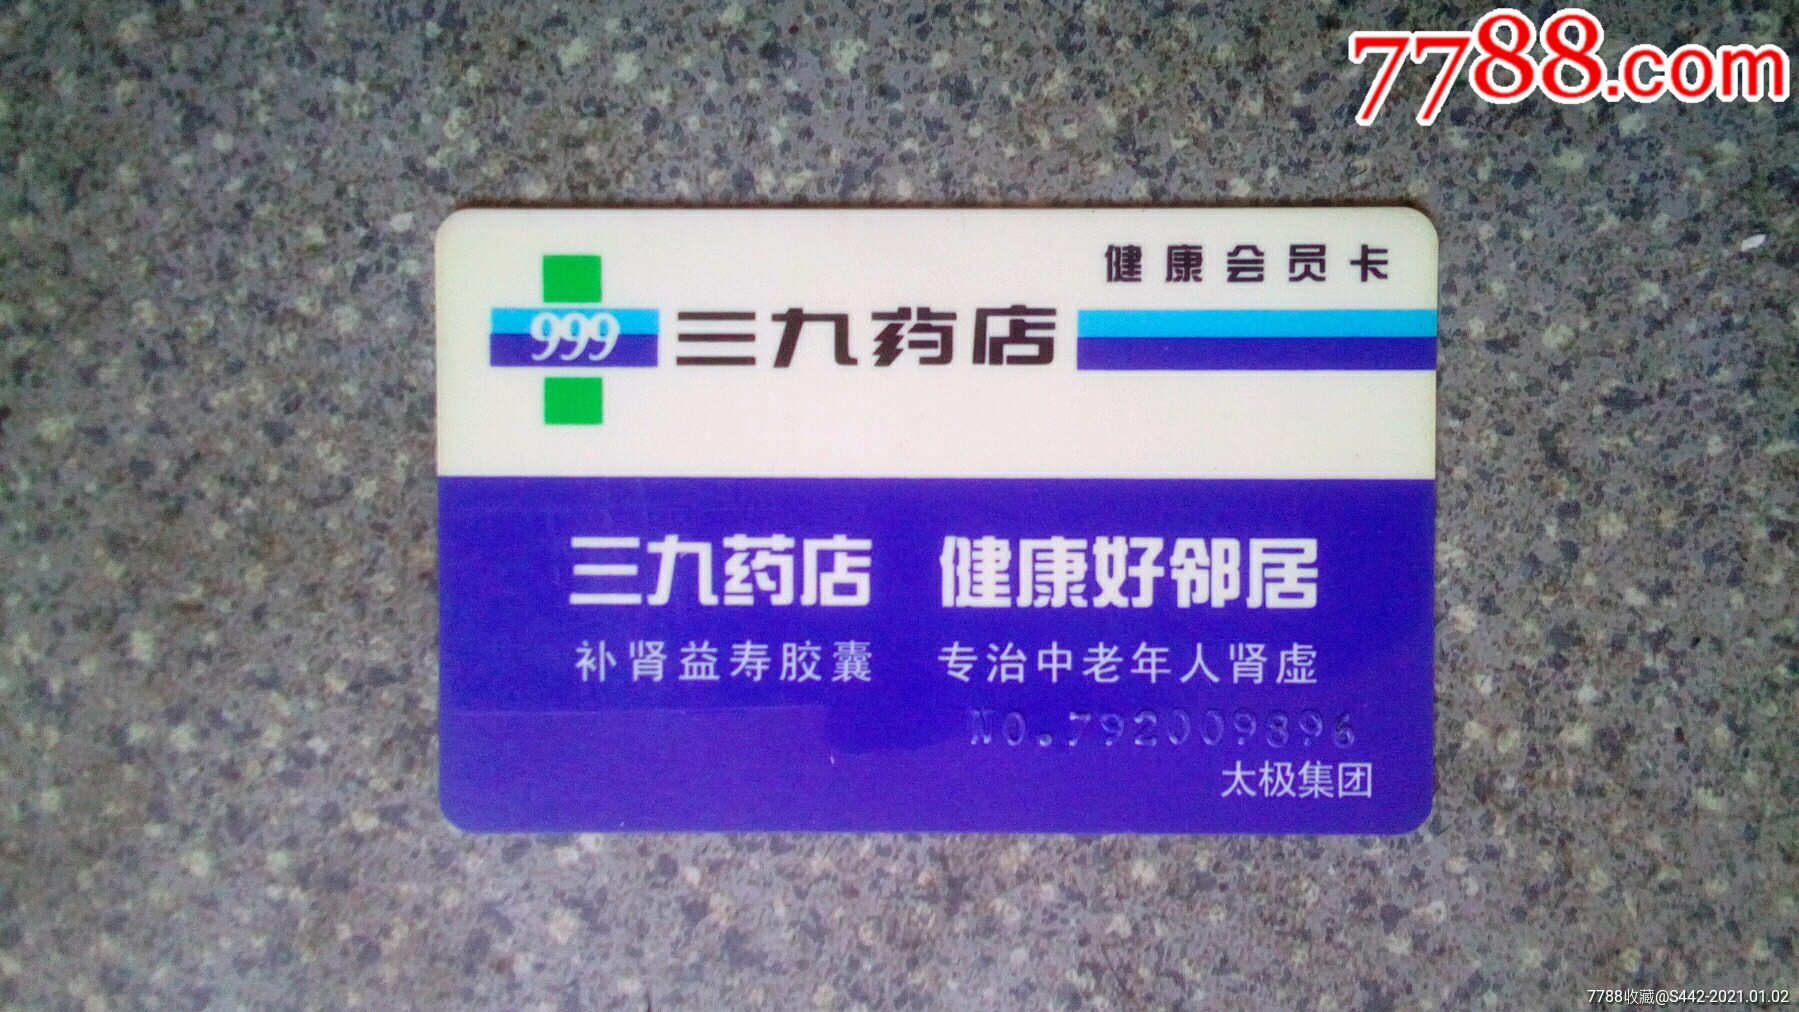 7788.com
健康会员卡
999 三九药店
三九药店 健康好邻居
补肾益寿胶囊 专治中老年人肾虚
NO.792009896
太极集团
7788收藏@S442-2021.01.02